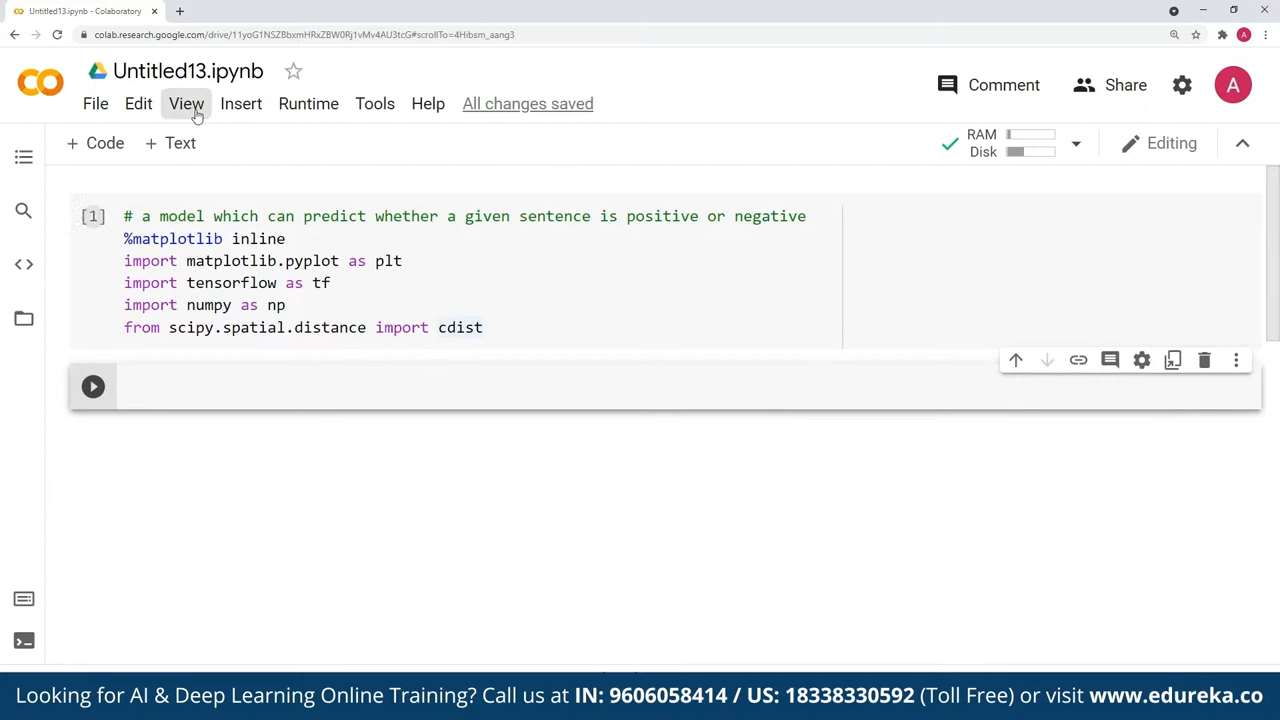 Untitled13.ipynb - Colaboratory
colab.research.google.com/drive/11yoG1NSZBbxmHRxZBW0Rj1vMv4AU3tcG#scrollTo=4Hibsm_aang3
A
CO
Untitled13.ipynb
Comment
Share
A
File Edit View Insert Runtime Tools Help All changes saved
+ Code + Text
RAM
Disk
Editing
[1] # a model which can predict whether a given sentence is positive or negative
%matplotlib inline
import matplotlib.pyplot as plt
import tensorflow as tf
import numpy as np
from scipy.spatial.distance import cdist
Looking for AI & Deep Learning Online Training? Call us at IN: 9606058414 / US: 18338330592 (Toll Free) or visit www.edureka.co